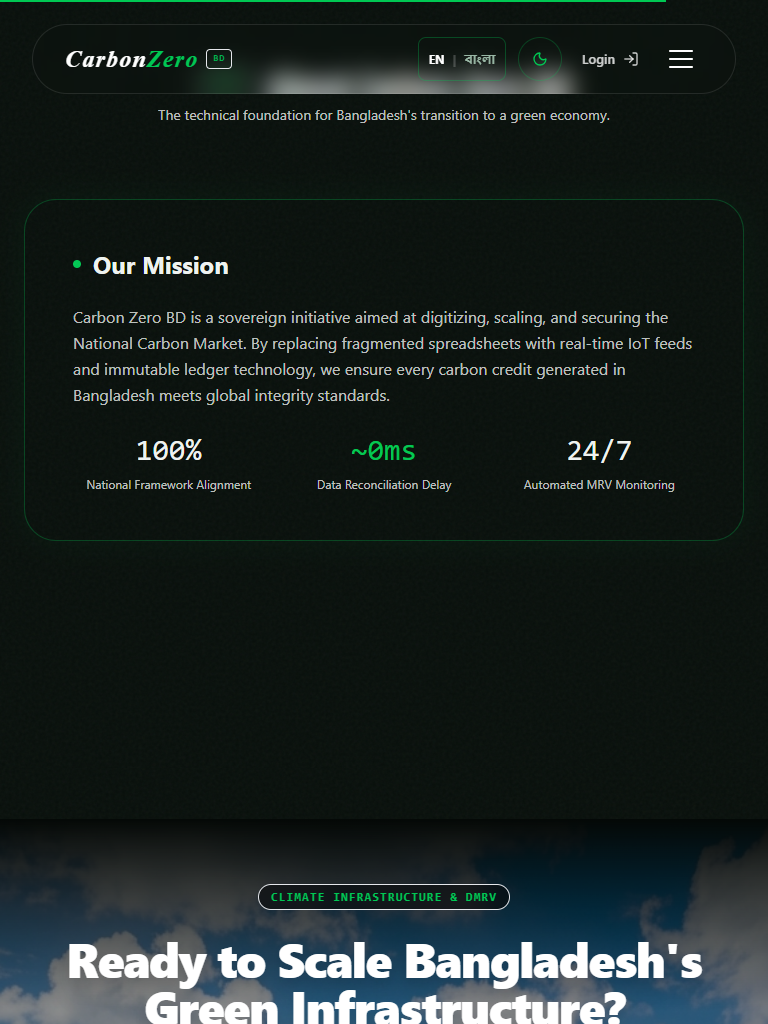 CarbonZero BD
EN | বাংলা
Login
The technical foundation for Bangladesh's transition to a green economy.
Our Mission
Carbon Zero BD is a sovereign initiative aimed at digitizing, scaling, and securing the
National Carbon Market. By replacing fragmented spreadsheets with real-time IoT feeds
and immutable ledger technology, we ensure every carbon credit generated in
Bangladesh meets global integrity standards.
100%
National Framework Alignment
~0ms
Data Reconciliation Delay
24/7
Automated MRV Monitoring
CLIMATE INFRASTRUCTURE & DMRV
Ready to Scale Bangladesh's
Green Infrastructure?